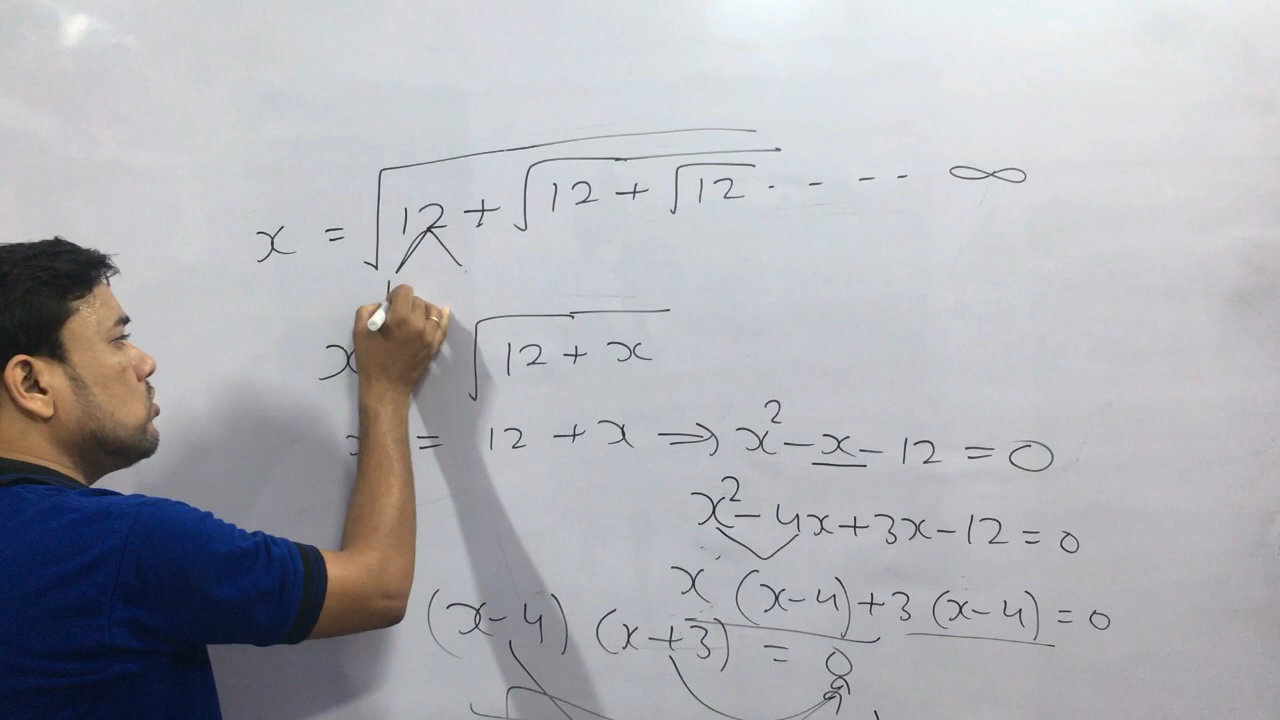 x = √12 + √12 + √12 · - - - ∞
x √12 + x
x = 12 + x ⇒ x² - x - 12 = 0
x² - 4x + 3x - 12 = 0
x (x-4) + 3 (x-4) = 0
(x-4) (x+3) = 0